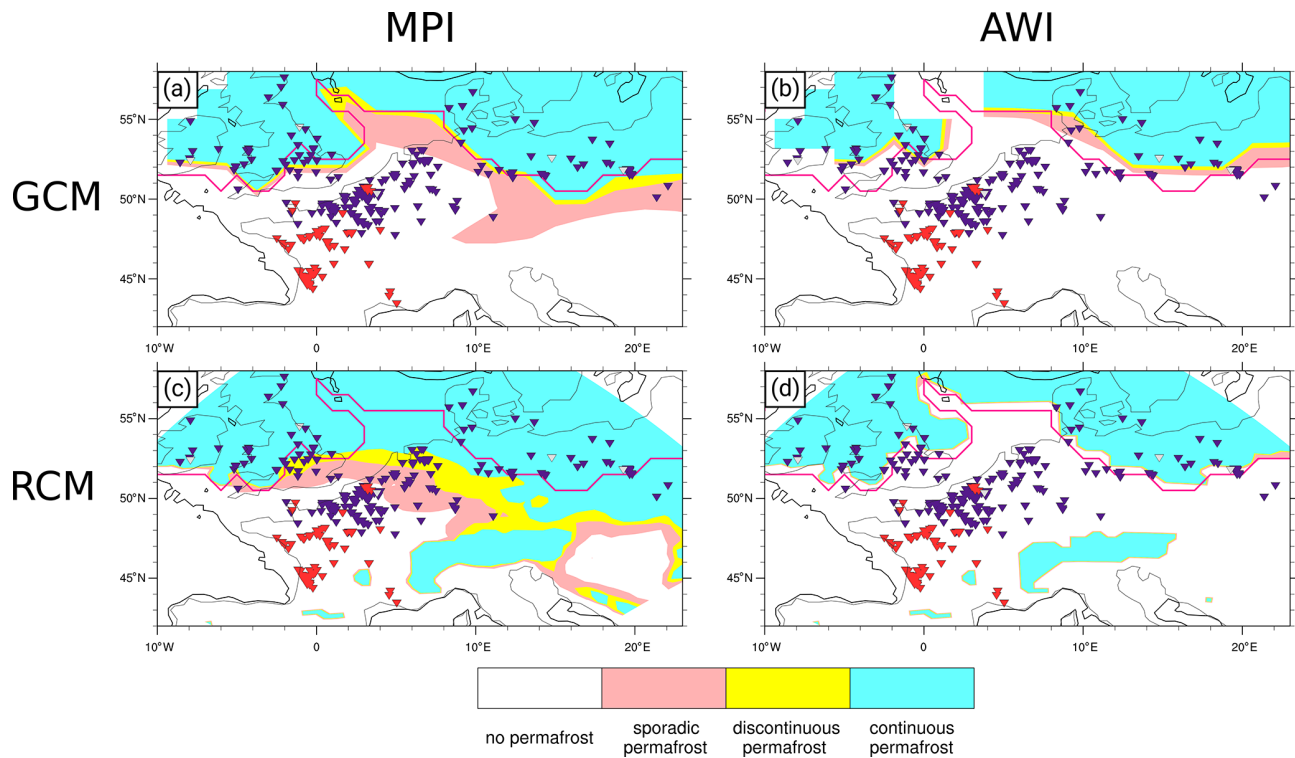 MPI AWI
GCM
(a) (b)
55°N 55°N
50°N 50°N
45°N 45°N
10°W 0 10°E 20°E 10°W 0 10°E 20°E
RCM
(c) (d)
55°N 55°N
50°N 50°N
45°N 45°N
10°W 0 10°E 20°E 10°W 0 10°E 20°E
no permafrost sporadic permafrost discontinuous permafrost continuous permafrost